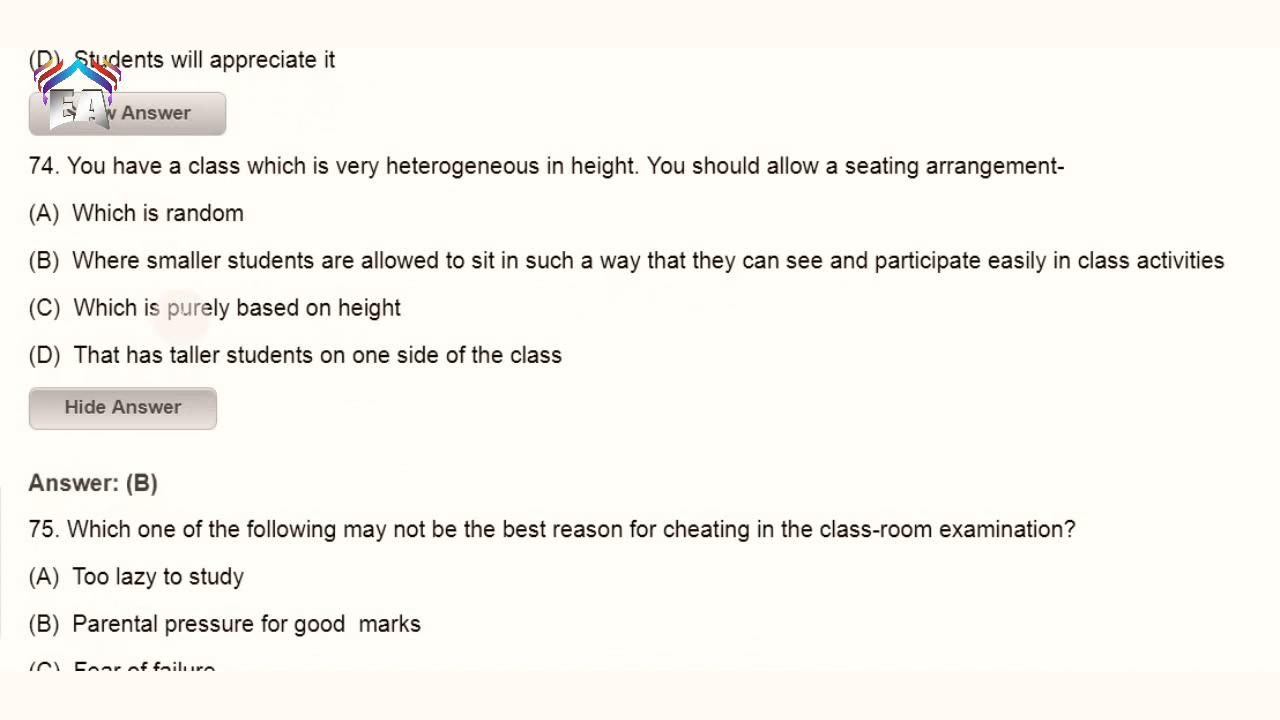 (D) Students will appreciate it
EA
w Answer
74. You have a class which is very heterogeneous in height. You should allow a seating arrangement-
(A) Which is random
(B) Where smaller students are allowed to sit in such a way that they can see and participate easily in class activities
(C) Which is purely based on height
(D) That has taller students on one side of the class
Hide Answer
Answer: (B)
75. Which one of the following may not be the best reason for cheating in the class-room examination?
(A) Too lazy to study
(B) Parental pressure for good marks
(C) Fear of failure